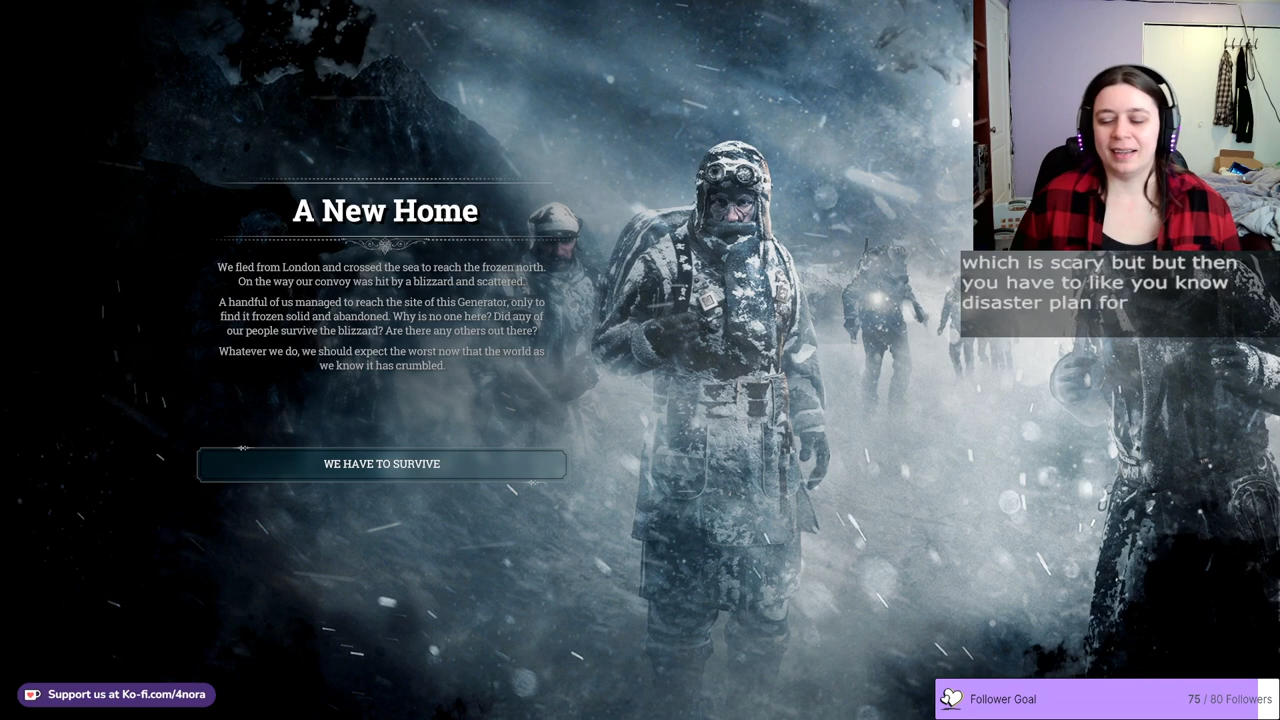 A New Home
We fled from London and crossed the sea to reach the frozen north.
On the way our convoy was hit by a blizzard and scattered.
A handful of us managed to reach the site of this Generator, only to
find it frozen solid and abandoned. Why is no one here? Did any of
our people survive the blizzard? Are there any others out there?
Whatever we do, we should expect the worst now that the world as
we know it has crumbled.
WE HAVE TO SURVIVE
which is scary but but then
you have to like you know
disaster plan for
Support us at Ko-fi.com/4nora
Follower Goal
75 / 80 Followers